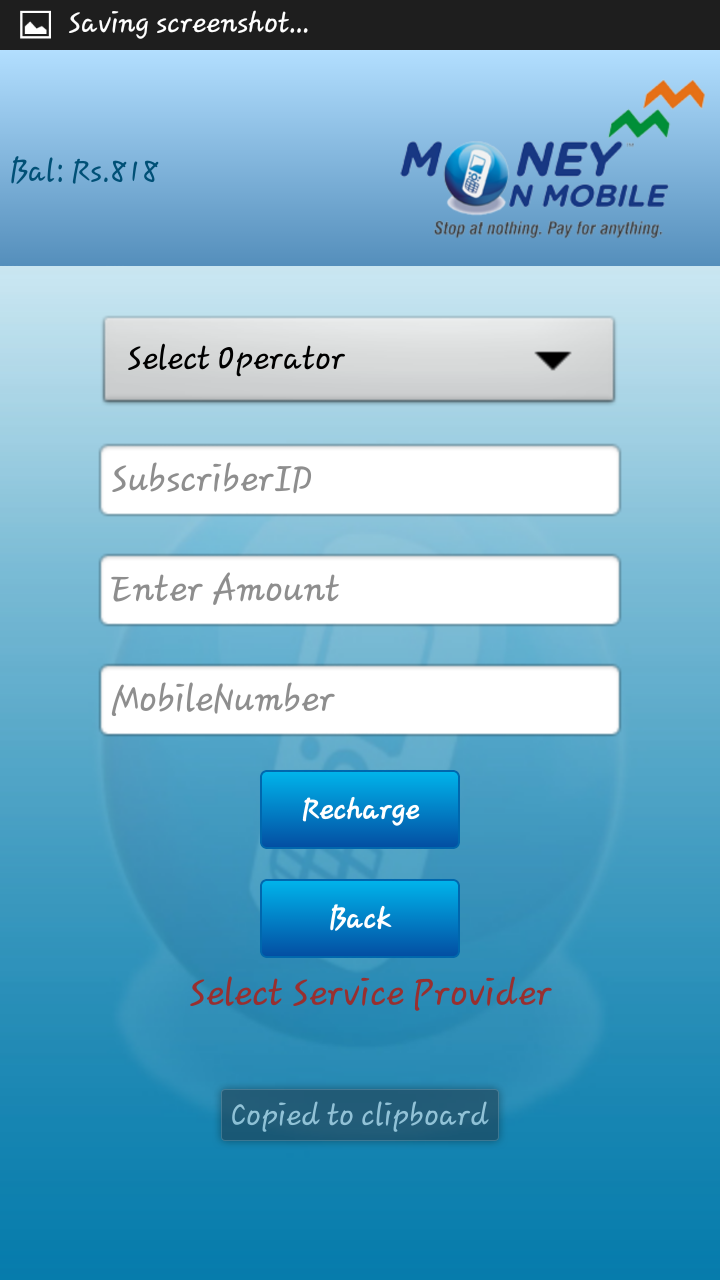 Saving screenshot...
Bal: Rs.818
MONEY
ON MOBILE
Stop at nothing. Pay for anything.
Select Operator
SubscriberID
Enter Amount
MobileNumber
Recharge
Back
Select Service Provider
Copied to clipboard